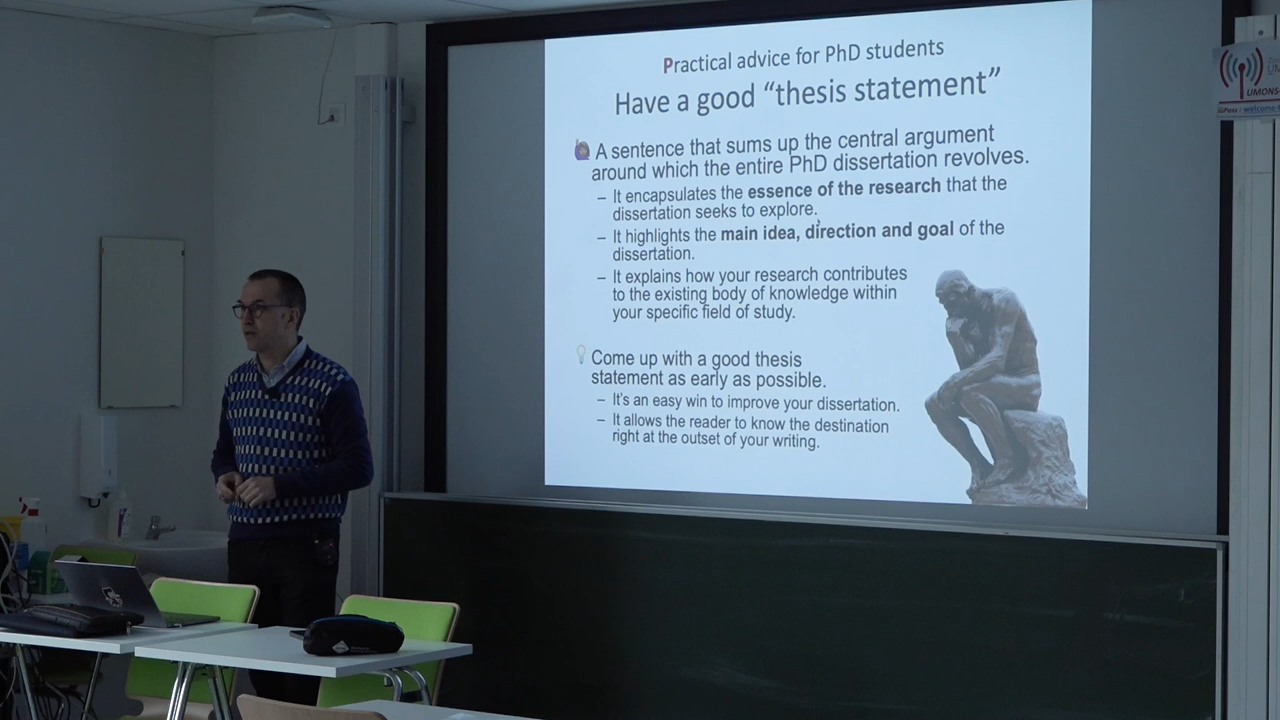 Practical advice for PhD students
Have a good “thesis statement”
A sentence that sums up the central argument
around which the entire PhD dissertation revolves.
– It encapsulates the essence of the research that the
dissertation seeks to explore.
– It highlights the main idea, direction and goal of the
dissertation.
– It explains how your research contributes
to the existing body of knowledge within
your specific field of study.
Come up with a good thesis
statement as early as possible.
– It's an easy win to improve your dissertation.
– It allows the reader to know the destination
right at the outset of your writing.
UMONS